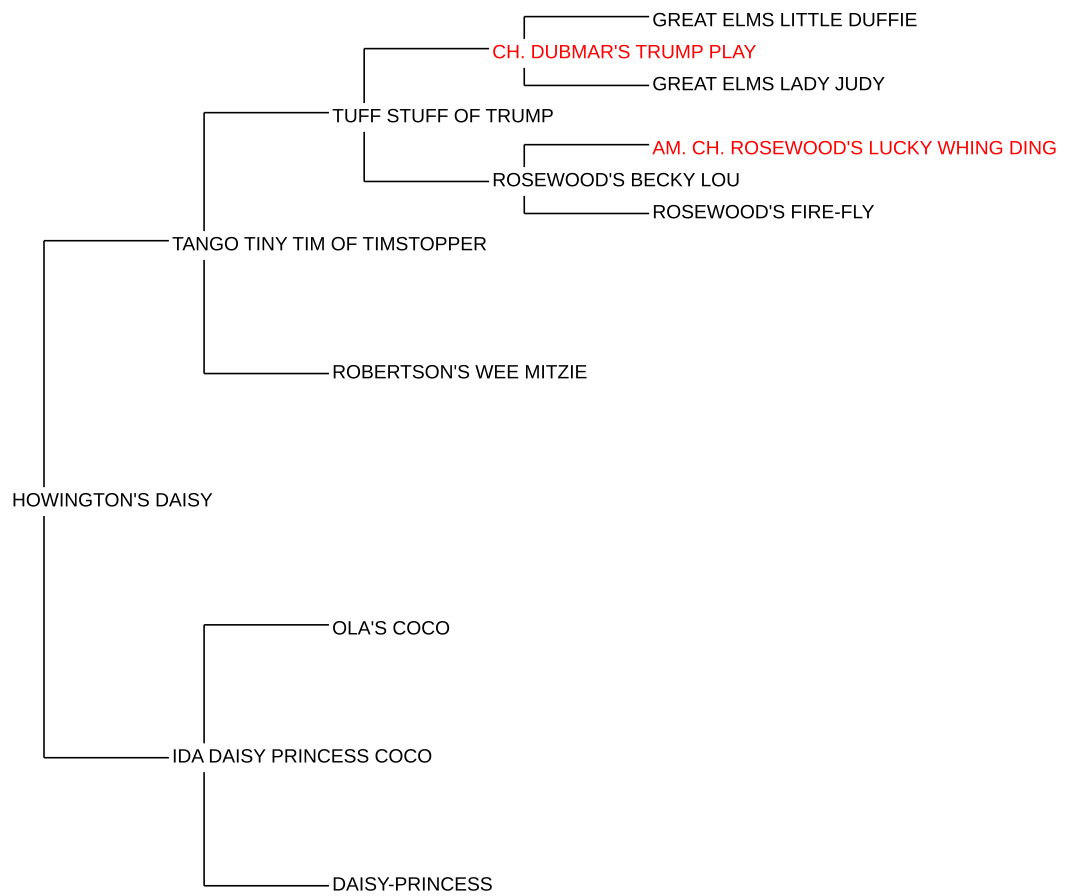 GREAT ELMS LITTLE DUFFIE
CH. DUBMAR'S TRUMP PLAY
GREAT ELMS LADY JUDY
TUFF STUFF OF TRUMP
AM. CH. ROSEWOOD'S LUCKY WHING DING
ROSEWOOD'S BECKY LOU
ROSEWOOD'S FIRE-FLY
TANGO TINY TIM OF TIMSTOPPER
ROBERTSON'S WEE MITZIE
HOWINGTON'S DAISY
OLA'S COCO
IDA DAISY PRINCESS COCO
DAISY-PRINCESS